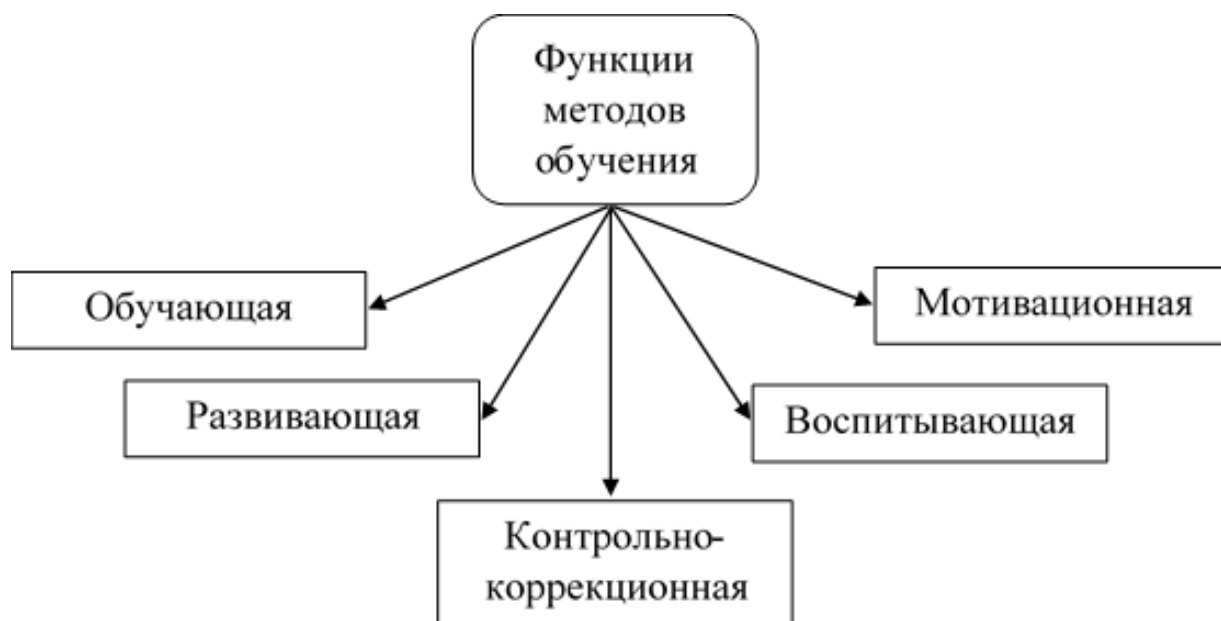 Функции
методов
обучения
Обучающая
Мотивационная
Развивающая
Воспитывающая
Контрольно-
коррекционная